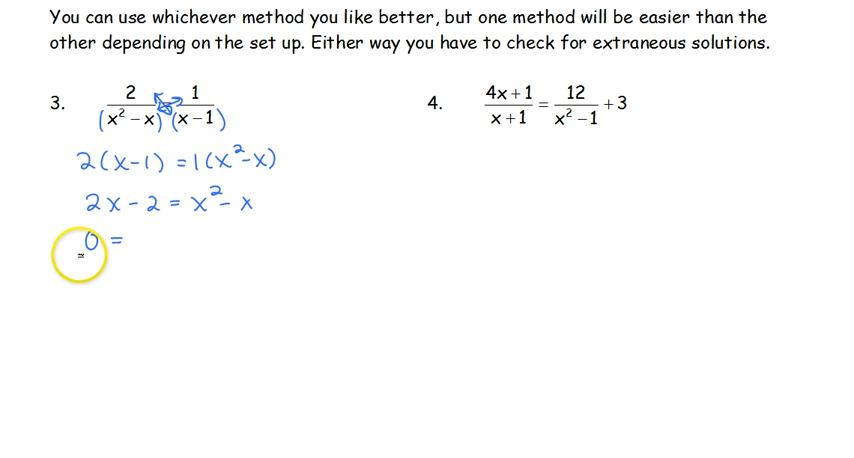 You can use whichever method you like better, but one method will be easier than the
other depending on the set up. Either way you have to check for extraneous solutions.
3. 2/(x² − x) = 1/(x − 1)
2(x − 1) = 1(x² − x)
2x − 2 = x² − x
0 =
4. (4x + 1)/(x + 1) = 12/(x² − 1) + 3